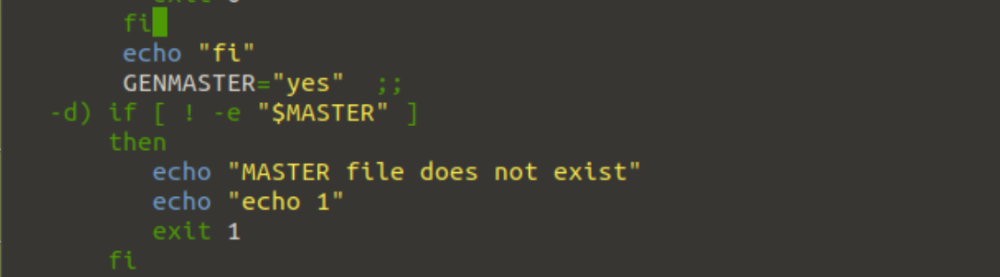 fi
echo "fi"
GENMASTER="yes"  ;;
-d) if [ ! -e "$MASTER" ]
then
echo "MASTER file does not exist"
echo "echo 1"
exit 1
fi